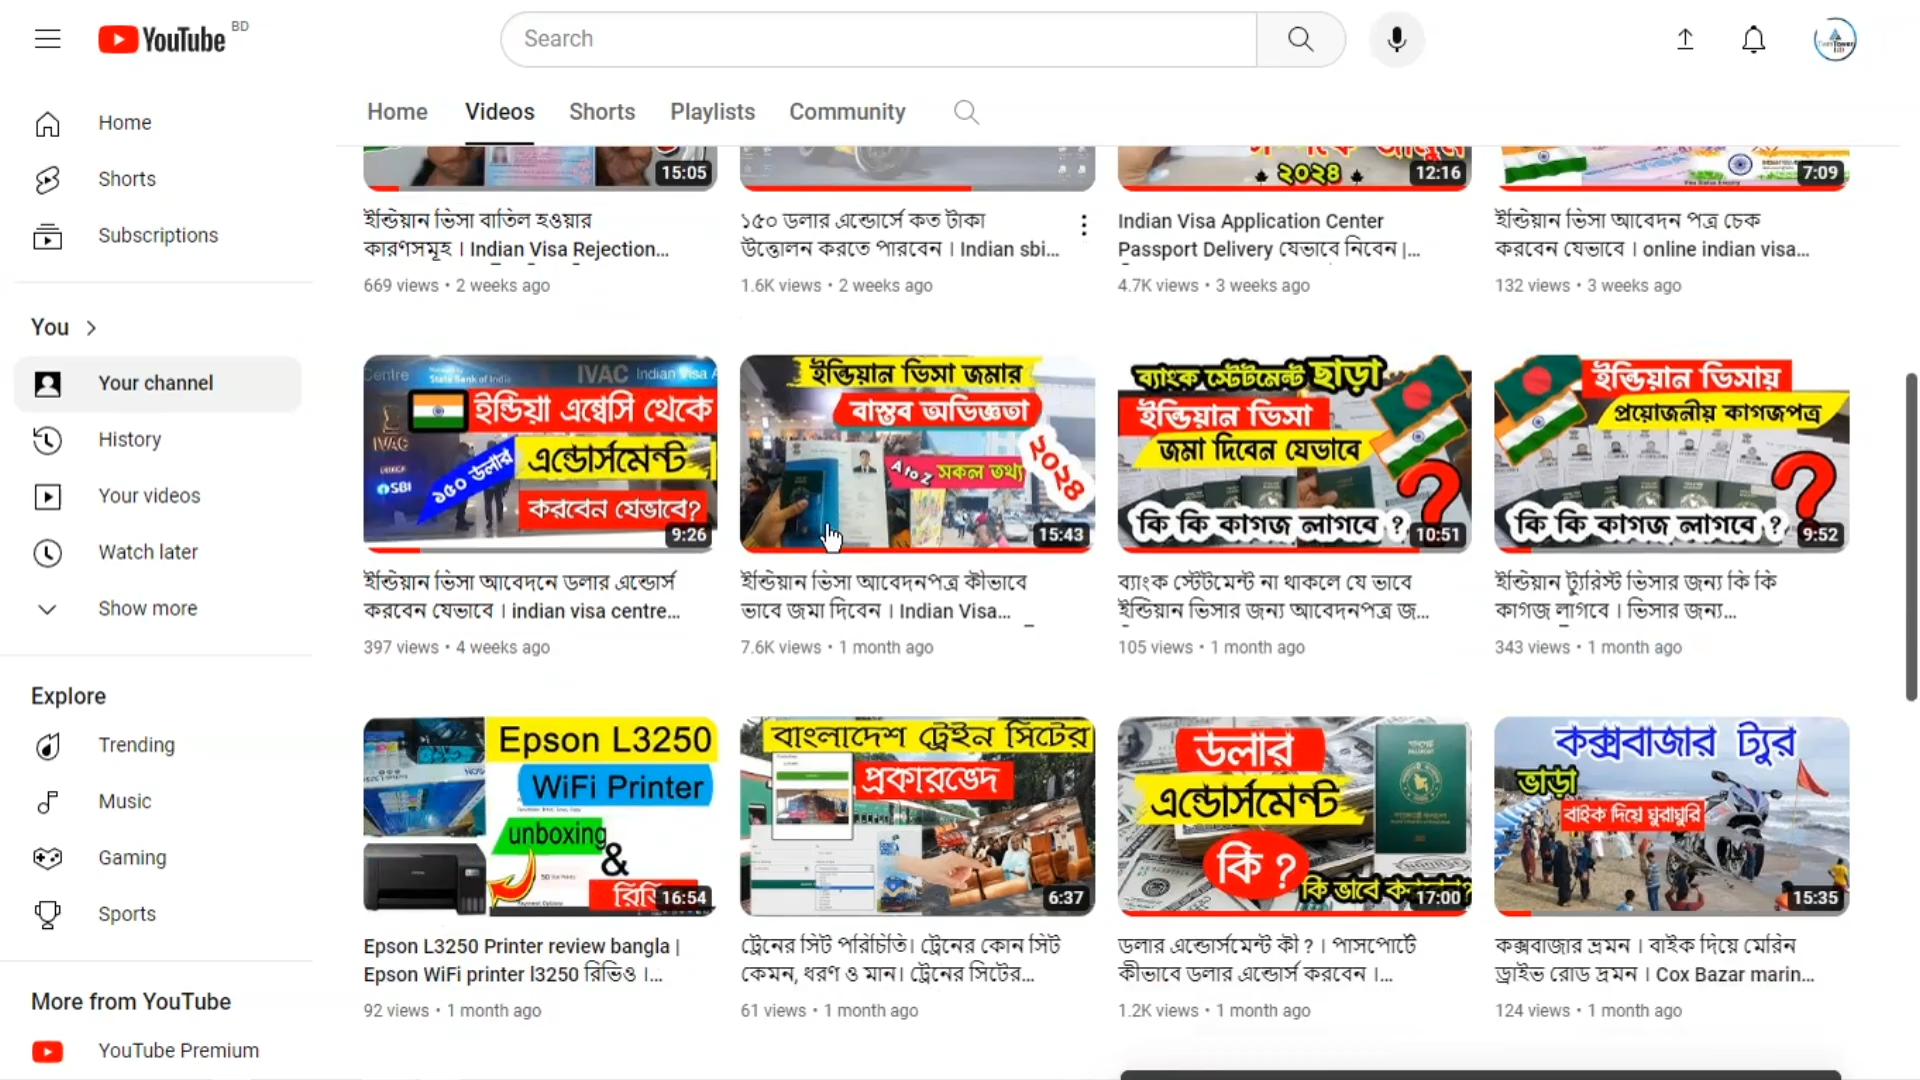 YouTube BD
Search
Home
Shorts
Subscriptions
You
Your channel
History
Your videos
Watch later
Show more
Explore
Trending
Music
Gaming
Sports
More from YouTube
YouTube Premium
Home Videos Shorts Playlists Community
15:05
২০২৪
12:16
7:09
ইন্ডিয়ান ভিসা বাতিল হওয়ার
কারণসমূহ । Indian Visa Rejection...
669 views • 2 weeks ago
১৫০ ডলার এন্ডোর্সে কত টাকা
উত্তোলন করতে পারবেন । Indian sbi...
1.6K views • 2 weeks ago
Indian Visa Application Center
Passport Delivery যেভাবে নিবেন |...
4.7K views • 3 weeks ago
ইন্ডিয়ান ভিসা আবেদন পত্র চেক
করবেন যেভাবে । online indian visa...
132 views • 3 weeks ago
Centre
State Bank of India
IVAC Indian Visa A
ইন্ডিয়া এম্বেসি থেকে
IVAC
SBI
১৫০ ডলার
এন্ডোর্সমেন্ট
করবেন যেভাবে?
9:26
ইন্ডিয়ান ভিসা জমার
বাস্তব অভিজ্ঞতা
A to Z সকল তথ্য
২০২৪
15:43
ব্যাংক স্টেটমেন্ট ছাড়া
ইন্ডিয়ান ভিসা
জমা দিবেন যেভাবে
?
কি কি কাগজ লাগবে ?
10:51
ইন্ডিয়ান ভিসায়
প্রয়োজনীয় কাগজপত্র
?
কি কি কাগজ লাগবে ?
9:52
ইন্ডিয়ান ভিসা আবেদনে ডলার এন্ডোর্স
করবেন যেভাবে । indian visa centre...
397 views • 4 weeks ago
ইন্ডিয়ান ভিসা আবেদনপত্র কীভাবে
ভাবে জমা দিবেন । Indian Visa...
7.6K views • 1 month ago
ব্যাংক স্টেটমেন্ট না থাকলে যে ভাবে
ইন্ডিয়ান ভিসার জন্য আবেদনপত্র জ...
105 views • 1 month ago
ইন্ডিয়ান ট্যুরিস্ট ভিসার জন্য কি কি
কাগজ লাগবে । ভিসার জন্য...
343 views • 1 month ago
Epson L3250
WiFi Printer
unboxing
&
16:54
বাংলাদেশ ট্রেইন সিটের
প্রকারভেদ
6:37
ডলার
এন্ডোর্সমেন্ট
কি ?
কি ভাবে
17:00
কক্সবাজার ট্যুর
ভাড়া
বাইক দিয়ে ঘুরাঘুরি
15:35
Epson L3250 Printer review bangla |
Epson WiFi printer l3250 রিভিও ।...
92 views • 1 month ago
ট্রেনের সিট পরিচিতি। ট্রেনের কোন সিট
কেমন, ধরণ ও মান। ট্রেনের সিটের...
61 views • 1 month ago
ডলার এন্ডোর্সমেন্ট কী ? । পাসপোর্টে
কীভাবে ডলার এন্ডোর্স করবেন ।...
1.2K views • 1 month ago
কক্সবাজার ভ্রমন । বাইক দিয়ে মেরিন
ড্রাইভ রোড ভ্রমন । Cox Bazar marin...
124 views • 1 month ago